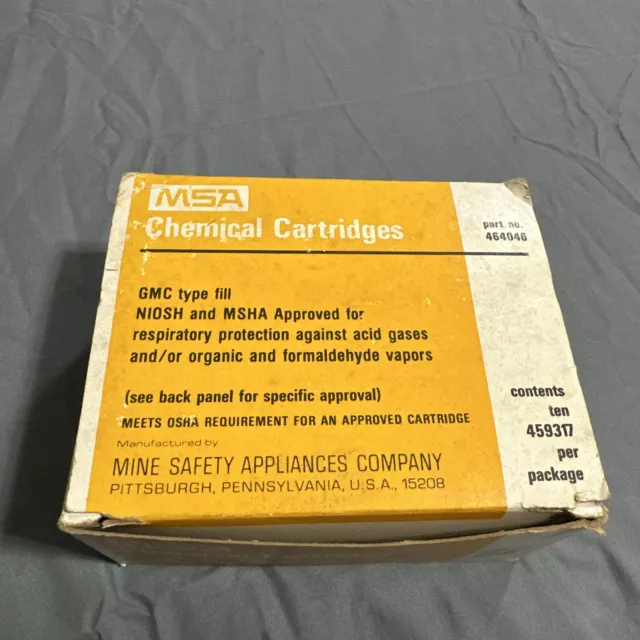 MSA
Chemical Cartridges
part. no.
464046
GMC type fill
NIOSH and MSHA Approved for
respiratory protection against acid gases
and/or organic and formaldehyde vapors
(see back panel for specific approval)
MEETS OSHA REQUIREMENT FOR AN APPROVED CARTRIDGE
Manufactured by
MINE SAFETY APPLIANCES COMPANY
PITTSBURGH, PENNSYLVANIA, U.S.A., 15208
contents
ten
459317
per
package